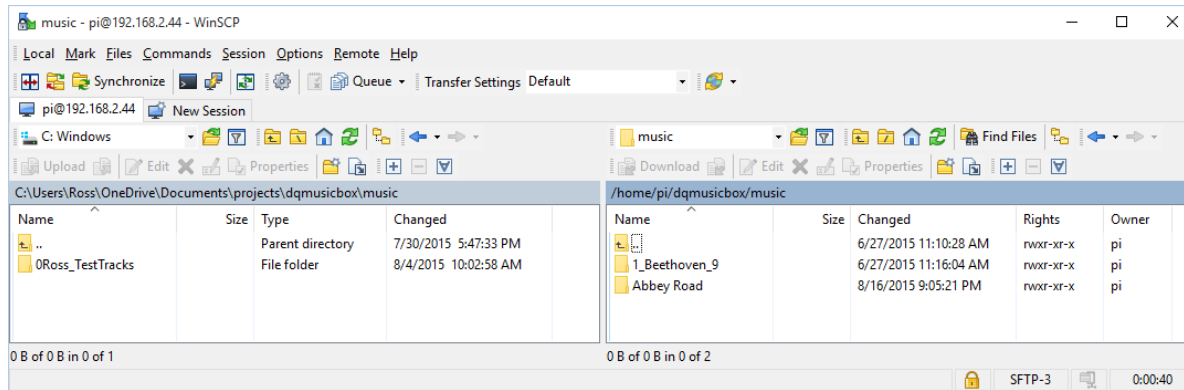 music - pi@192.168.2.44 - WinSCP
Local Mark Files Commands Session Options Remote Help
Synchronize Queue Transfer Settings Default
pi@192.168.2.44 New Session
C: Windows music Find Files
Upload Edit Properties Download Edit Properties
C:\Users\Ross\OneDrive\Documents\projects\dqmusicbox\music /home/pi/dqmusicbox/music
Name Size Type Changed Name Size Changed Rights Owner
.. Parent directory 7/30/2015 5:47:33 PM .. 6/27/2015 11:10:28 AM rwxr-xr-x pi
0Ross_TestTracks File folder 8/4/2015 10:02:58 AM 1_Beethoven_9 6/27/2015 11:16:04 AM rwxr-xr-x pi
Abbey Road 8/16/2015 9:05:21 PM rwxr-xr-x pi
0 B of 0 B in 0 of 1 0 B of 0 B in 0 of 2
SFTP-3 0:00:40